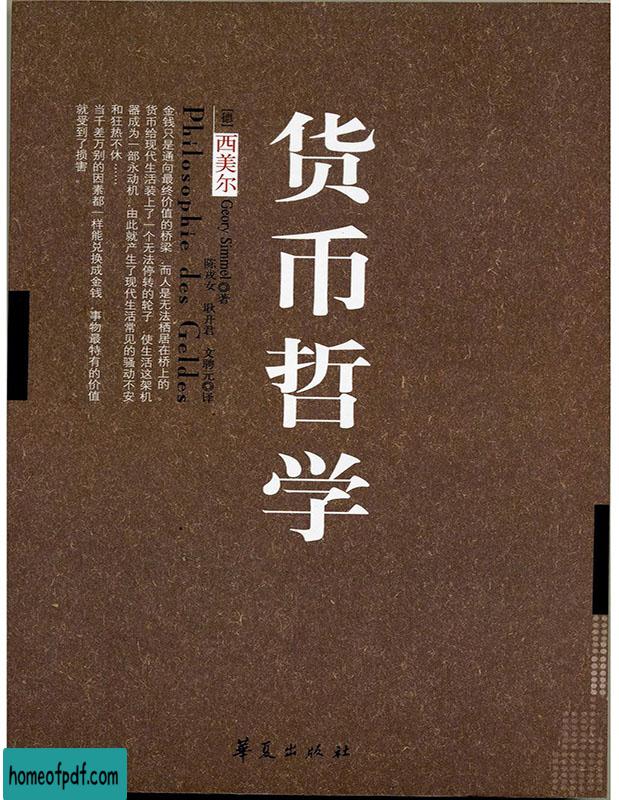 货币哲学
[德]西美尔 Geory Simmel◎著
陈戎女 耿开君 文聘元◎译
Philosophie des Geldes
金钱只是通向最终价值的桥梁,而人是无法栖居在桥上的。
货币给现代生活装上了一个无法停转的轮子,使生活这架机
器成为一部永动机,由此就产生了现代生活常见的骚动不安
和狂热不休……
当千差万别的因素都一样能兑换成金钱,事物最特有的价值
就受到了损害。
華夏出版社
homeofpdf.com